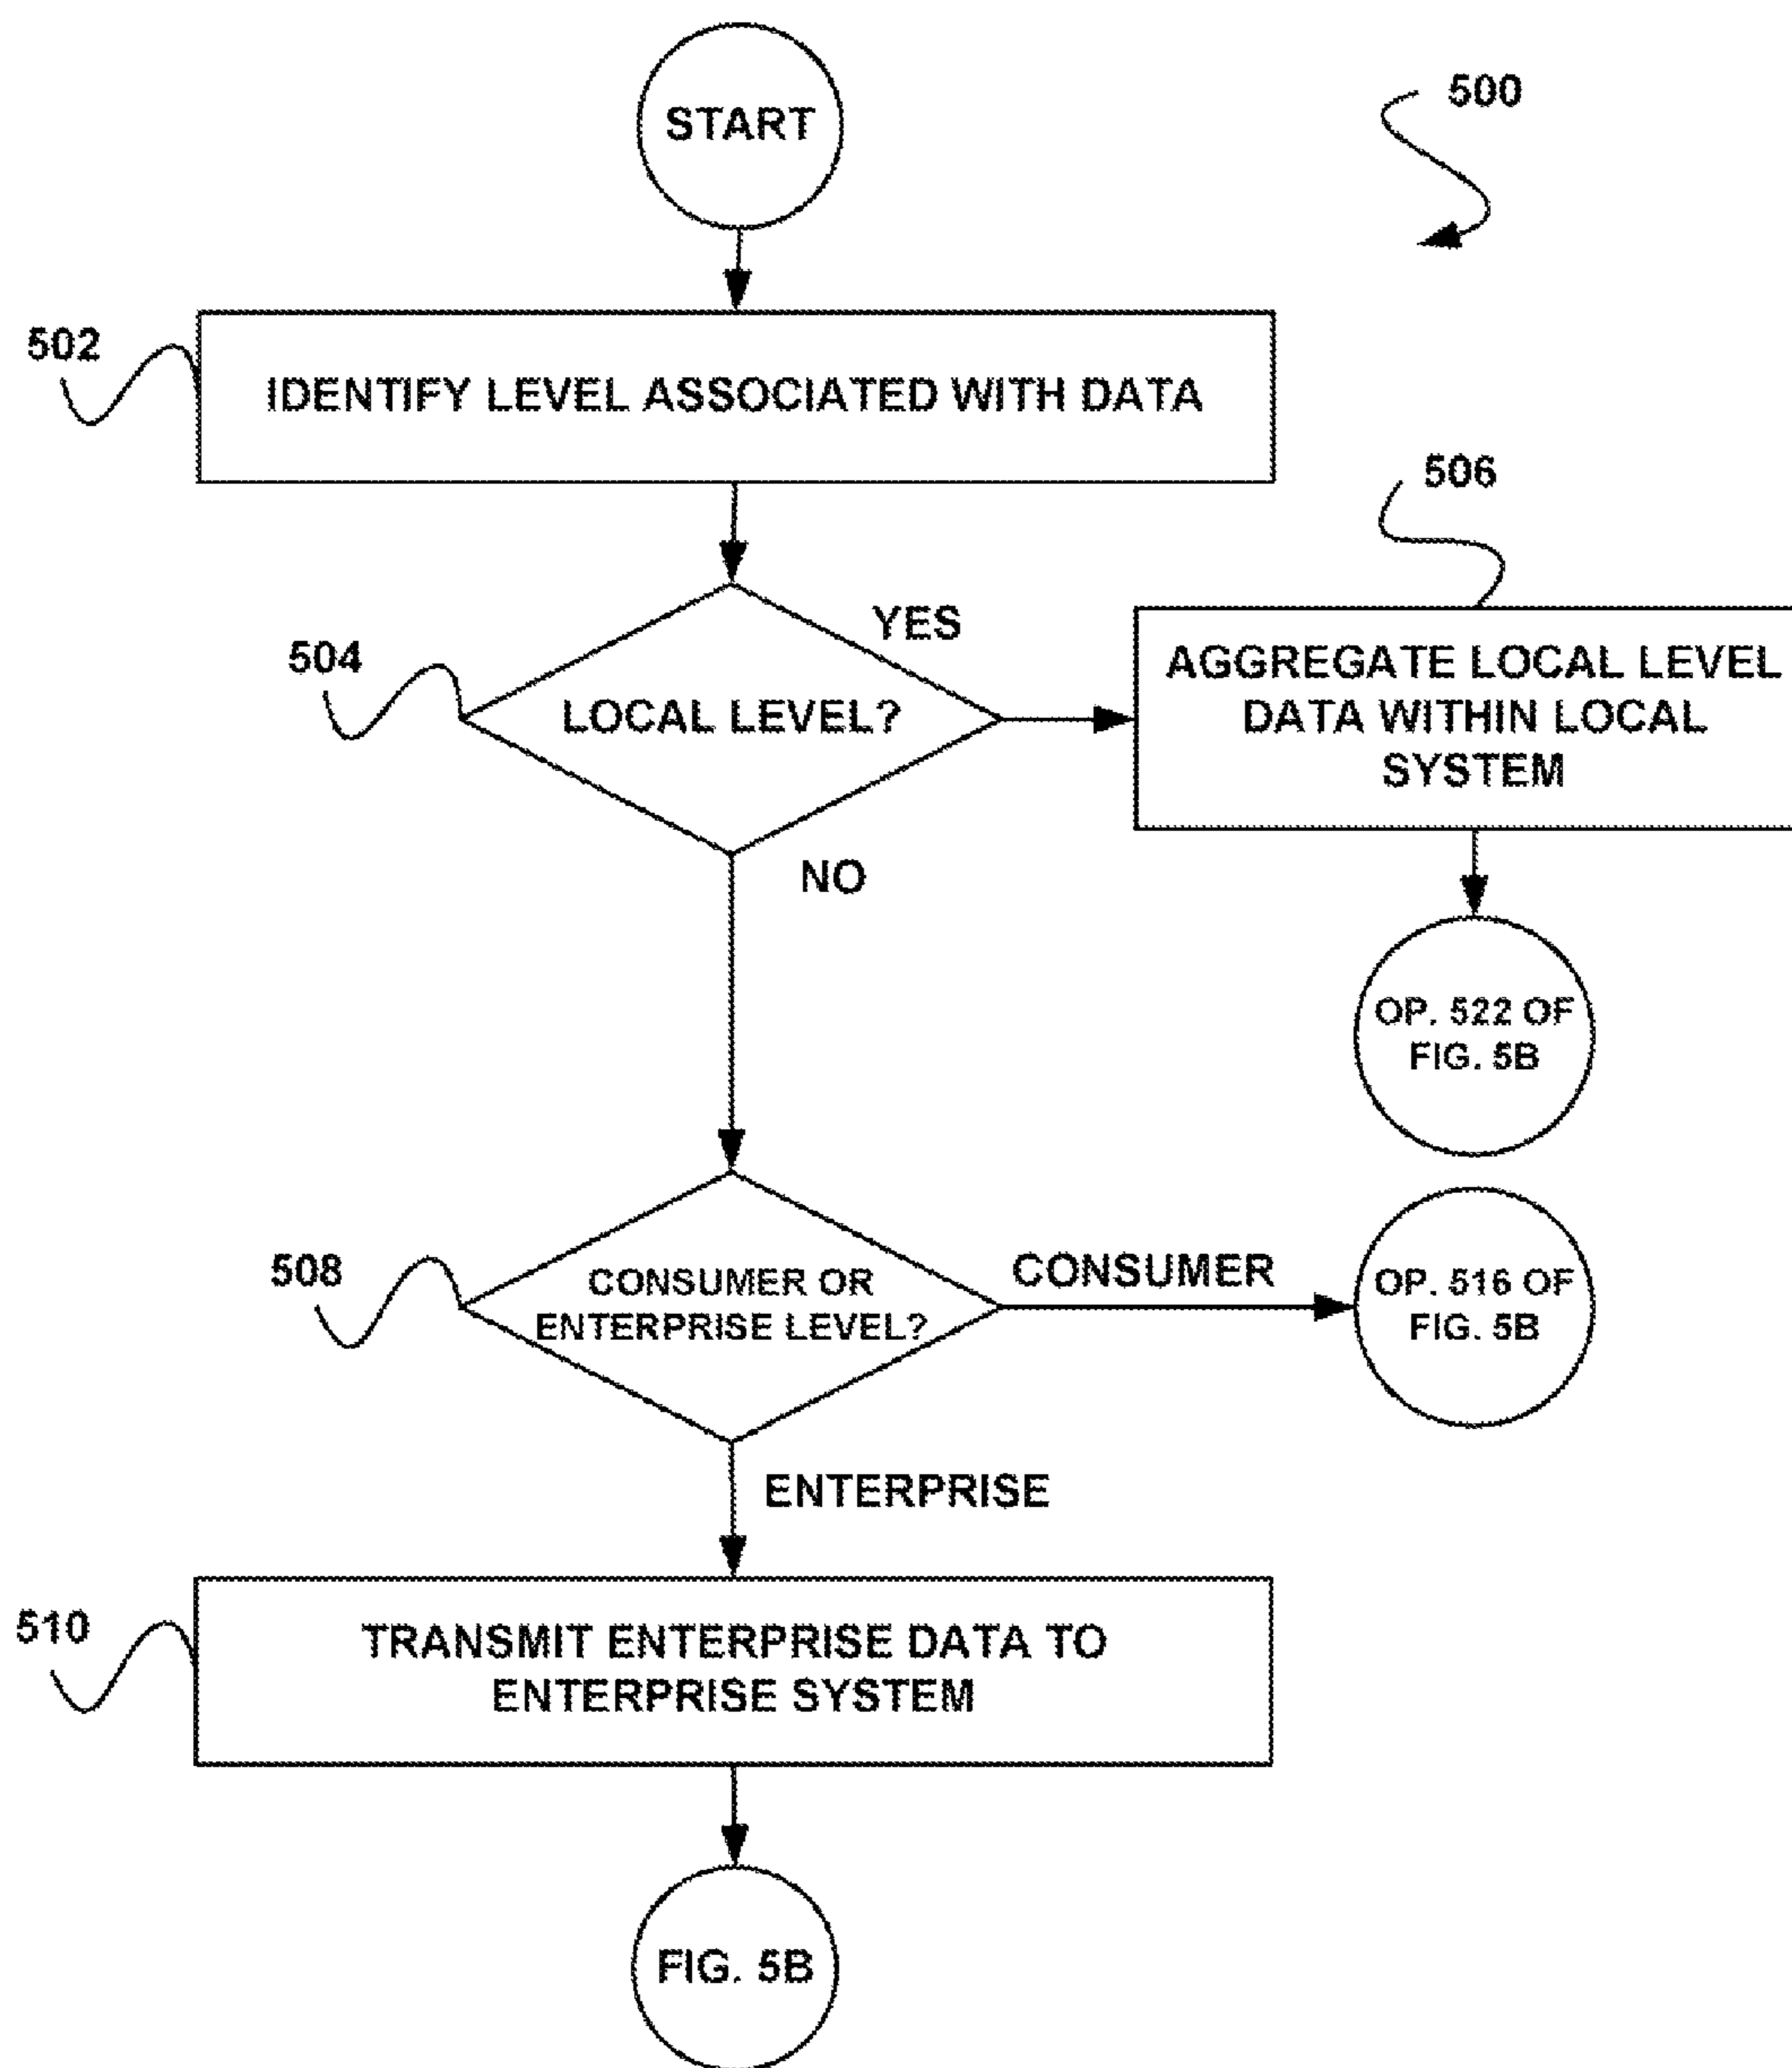 START
500
502
IDENTIFY LEVEL ASSOCIATED WITH DATA
506
504
LOCAL LEVEL?
YES
AGGREGATE LOCAL LEVEL
DATA WITHIN LOCAL
SYSTEM
NO
OP. 522 OF
FIG. 5B
508
CONSUMER OR
ENTERPRISE LEVEL?
CONSUMER
OP. 516 OF
FIG. 5B
ENTERPRISE
510
TRANSMIT ENTERPRISE DATA TO
ENTERPRISE SYSTEM
FIG. 5B